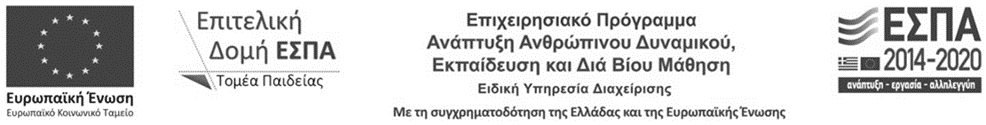 Ευρωπαϊκή Ένωση
Ευρωπαϊκό Κοινωνικό Ταμείο
Επιτελική
Δομή ΕΣΠΑ
Τομέα Παιδείας
Επιχειρησιακό Πρόγραμμα
Ανάπτυξη Ανθρώπινου Δυναμικού,
Εκπαίδευση και Διά Βίου Μάθηση
Ειδική Υπηρεσία Διαχείρισης
Με τη συγχρηματοδότηση της Ελλάδας και της Ευρωπαϊκής Ένωσης
ΕΣΠΑ
2014-2020
ανάπτυξη - εργασία - αλληλεγγύη